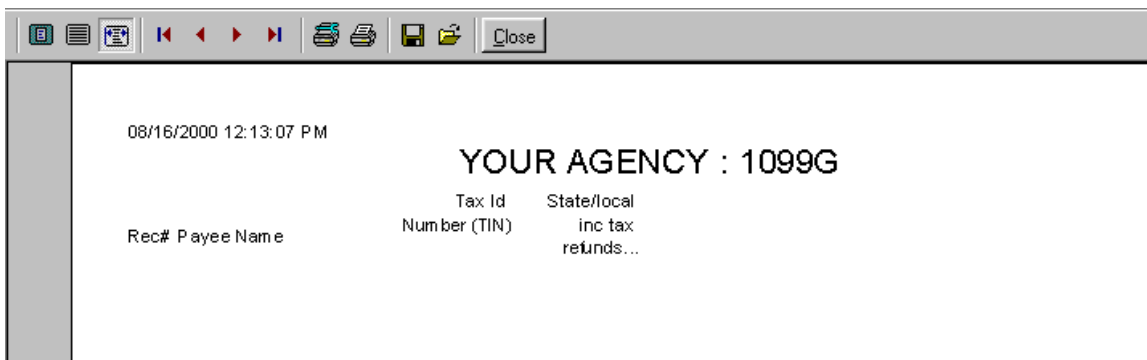 Close
08/16/2000 12:13:07 PM
YOUR AGENCY : 1099G
Tax Id State/local
Number (TIN) inc tax
Rec# Payee Name
refunds...